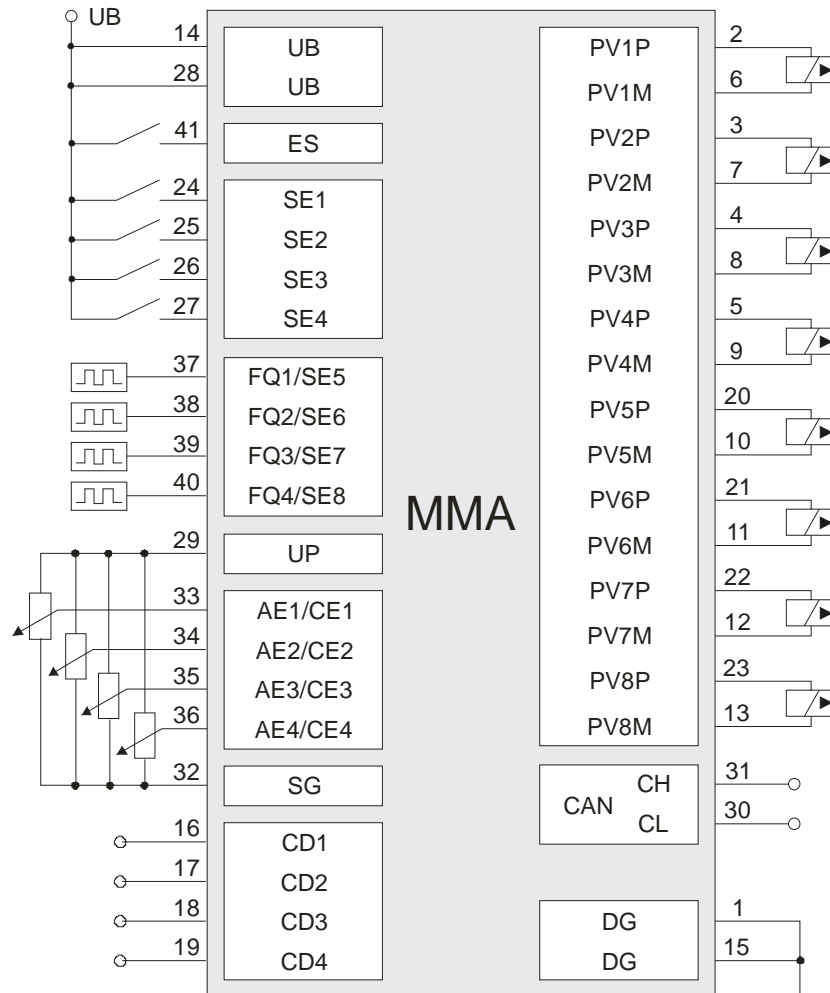 UB
14 UB
28 UB
41 ES
24 SE1
25 SE2
26 SE3
27 SE4
37 FQ1/SE5
38 FQ2/SE6
39 FQ3/SE7
40 FQ4/SE8
29 UP
33 AE1/CE1
34 AE2/CE2
35 AE3/CE3
36 AE4/CE4
32 SG
16 CD1
17 CD2
18 CD3
19 CD4
MMA
PV1P 2
PV1M 6
PV2P 3
PV2M 7
PV3P 4
PV3M 8
PV4P 5
PV4M 9
PV5P 20
PV5M 10
PV6P 21
PV6M 11
PV7P 22
PV7M 12
PV8P 23
PV8M 13
CAN
CH 31
CL 30
DG 1
DG 15